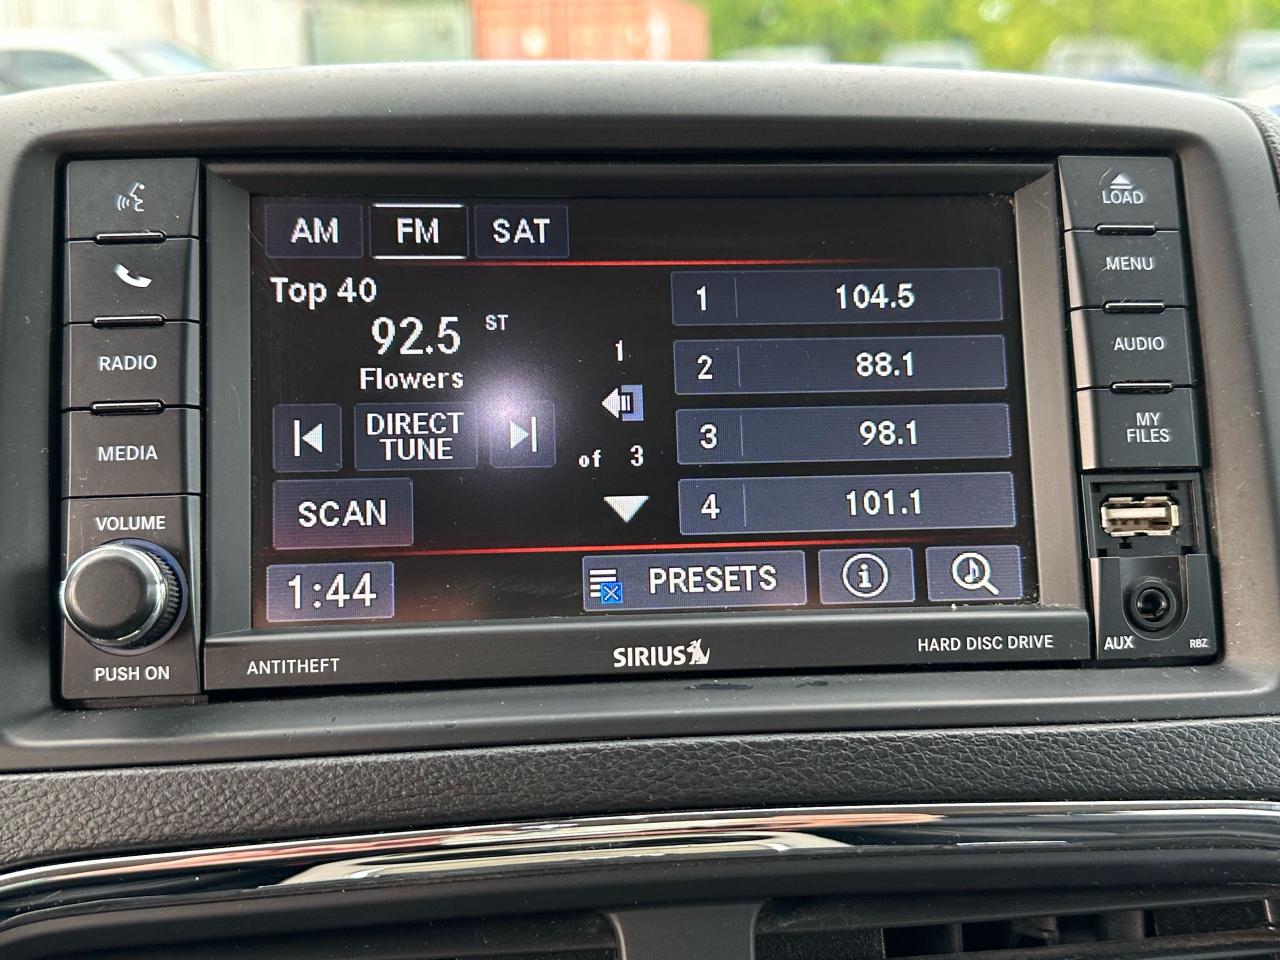 AM FM SAT
Top 40
92.5 ST
Flowers
DIRECT
TUNE
SCAN
1:44
1
of 3
1 104.5
2 88.1
3 98.1
4 101.1
PRESETS
i
RADIO
MEDIA
VOLUME
PUSH ON
LOAD
MENU
AUDIO
MY
FILES
AUX
RBZ
ANTITHEFT
SIRIUS
HARD DISC DRIVE